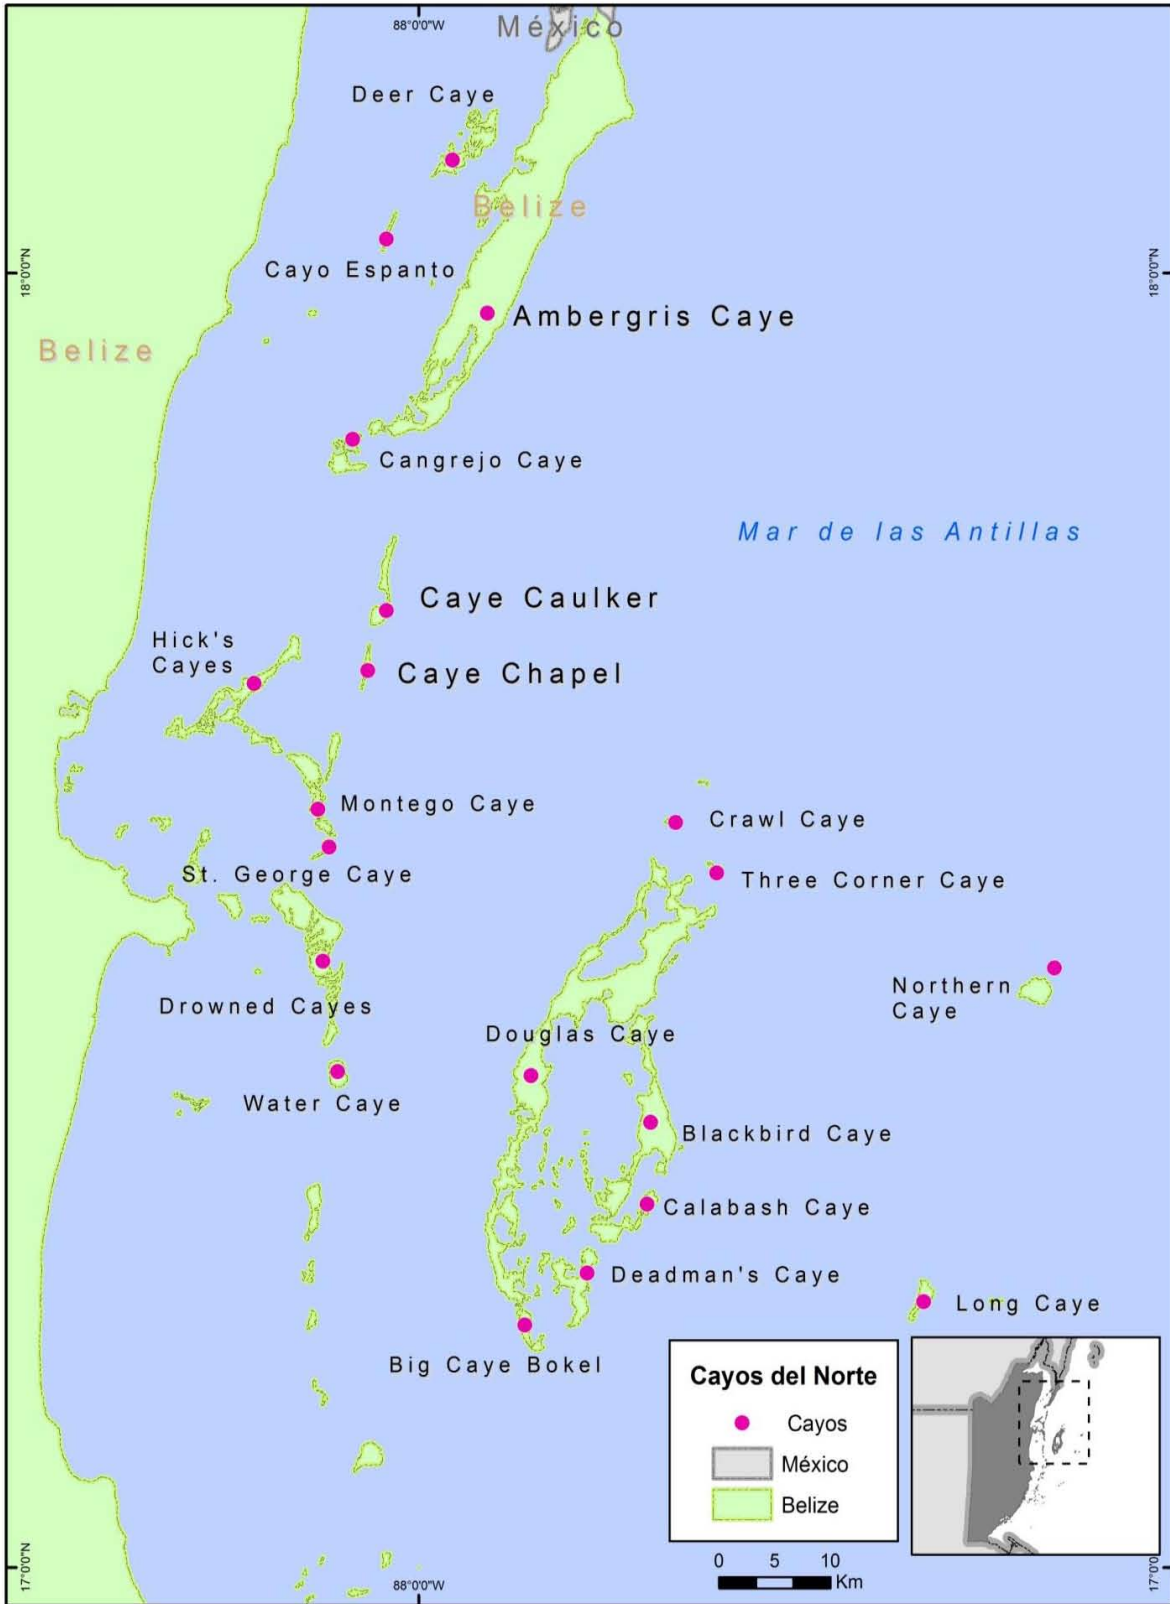 88°0'0"W
México
Deer Caye
Belize
Cayo Espanto
18°0'0"N
18°0'0"N
Ambergris Caye
Belize
Cangrejo Caye
Mar de las Antillas
Caye Caulker
Hick's
Cayes
Caye Chapel
Montego Caye
Crawl Caye
St. George Caye
Three Corner Caye
Northern
Caye
Drowned Cayes
Douglas Caye
Water Caye
Blackbird Caye
Calabash Caye
Deadman's Caye
Long Caye
Big Caye Bokel
Cayos del Norte
Cayos
México
Belize
0 5 10
Km
17°0'0"N
17°0'0"N
88°0'0"W